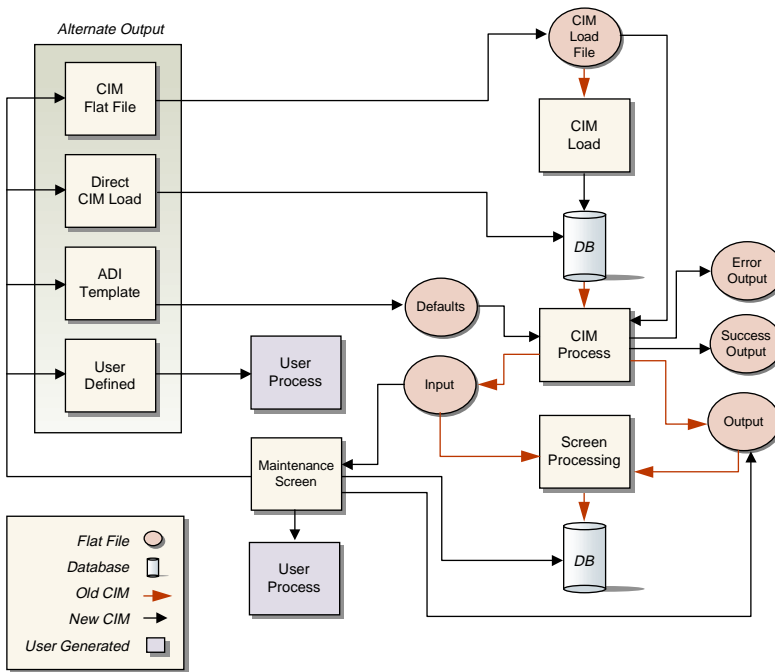 Alternate Output
CIM
Flat File
Direct
CIM Load
ADI
Template
User
Defined
User
Process
CIM
Load
File
CIM
Load
DB
Defaults
CIM
Process
Error
Output
Success
Output
Input
Output
Maintenance
Screen
Screen
Processing
User
Process
DB
Flat File
Database
Old CIM
New CIM
User Generated